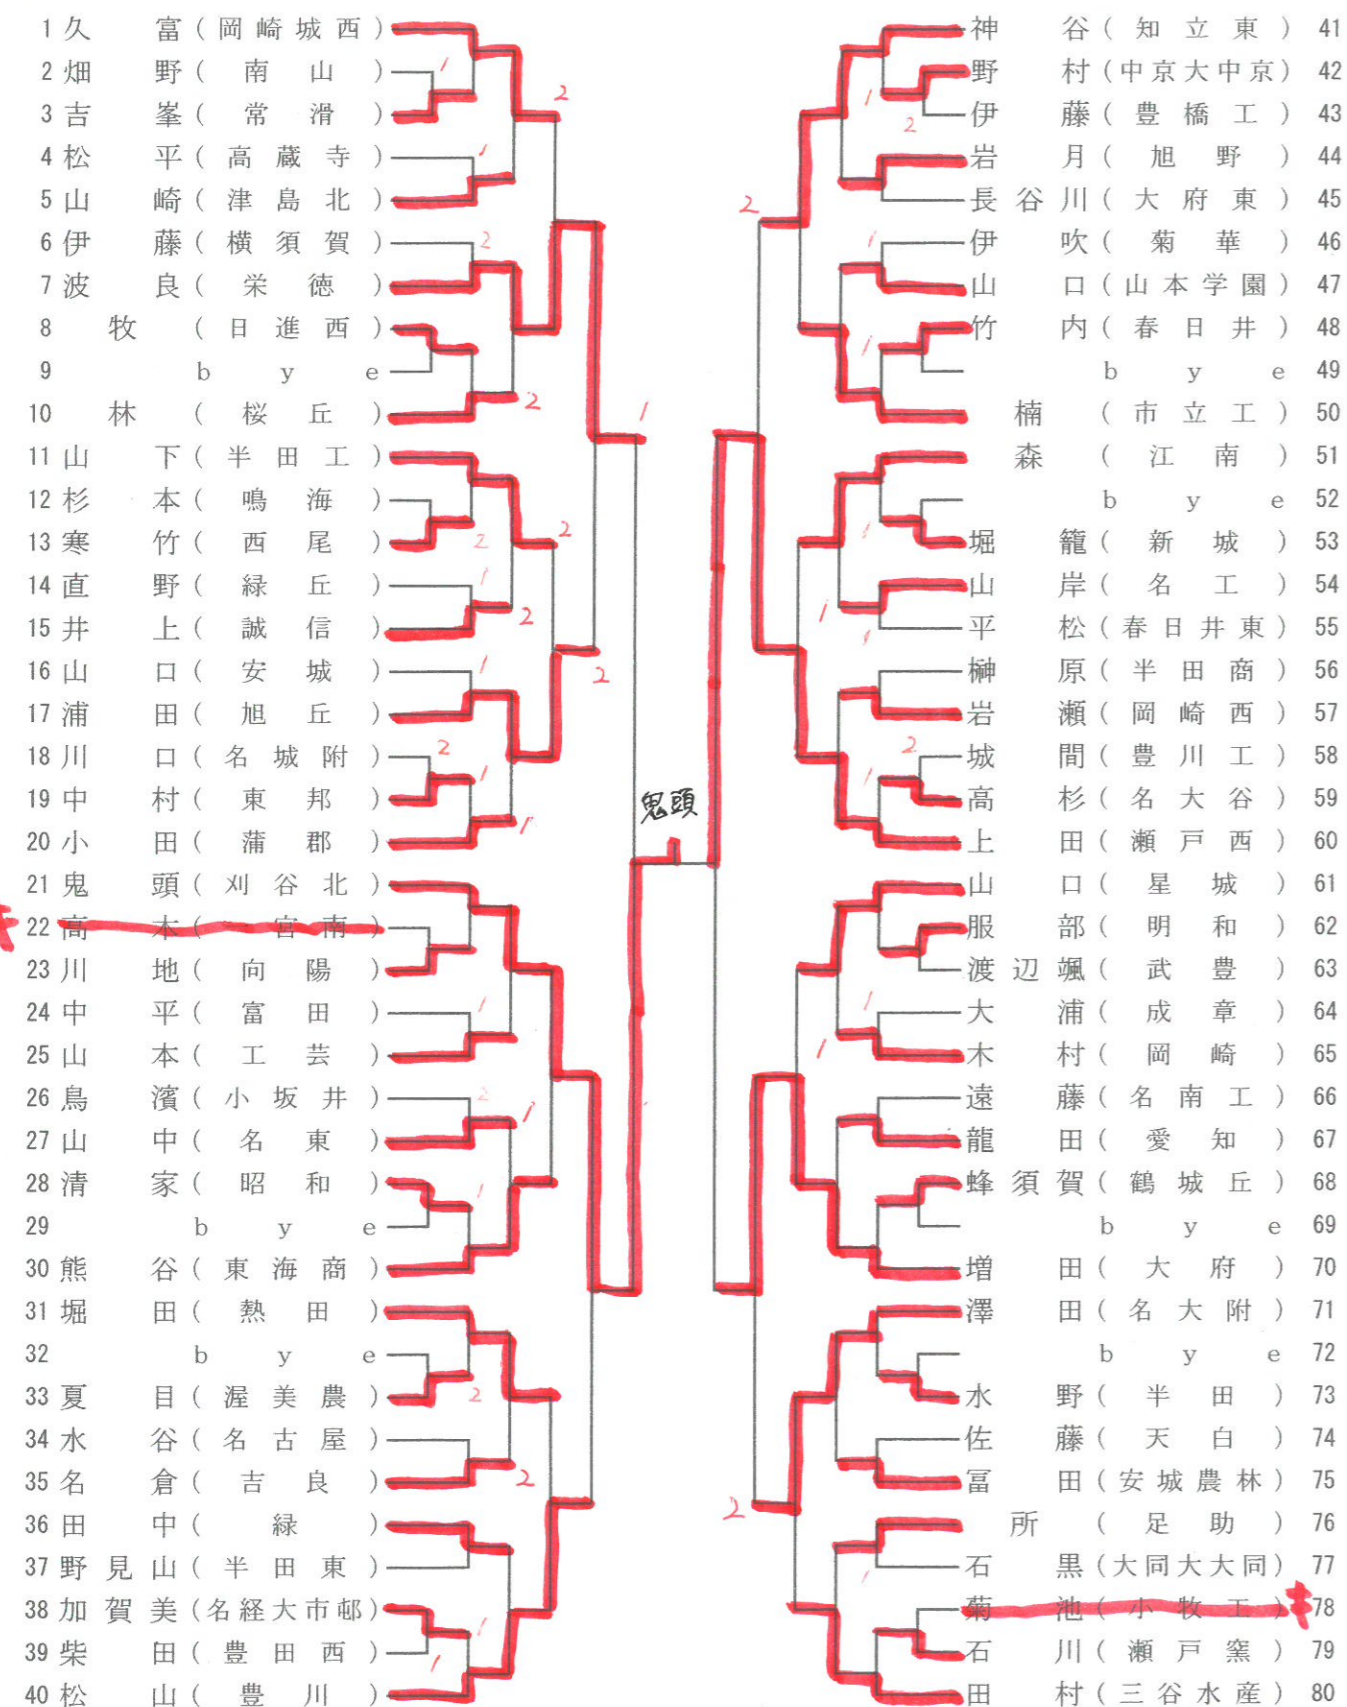 1 久富(岡崎城西)
2 畑野(南山)
3 吉峯(常滑)
4 松平(高蔵寺)
5 山崎(津島北)
6 伊藤(横須賀)
7 波良(栄徳)
8 牧(日進西)
9 bye
10 林(桜丘)
11 山下(半田工)
12 杉本(鳴海)
13 寒竹(西尾)
14 直野(緑丘)
15 井上(誠信)
16 山口(安城)
17 浦田(旭丘)
18 川口(名城附)
19 中村(東邦)
20 小田(蒲郡)
21 鬼頭(刈谷北)
22 高本(一宮南)
23 川地(向陽)
24 中平(富田)
25 山本(工芸)
26 鳥濱(小坂井)
27 山中(名東)
28 清家(昭和)
29 bye
30 熊谷(東海商)
31 堀田(熱田)
32 bye
33 夏目(渥美農)
34 水谷(名古屋)
35 名倉(吉良)
36 田中(緑)
37 野見山(半田東)
38 加賀美(名経大市邨)
39 柴田(豊田西)
40 松山(豊川)
鬼頭
神谷(知立東) 41
野村(中京大中京) 42
伊藤(豊橋工) 43
岩月(旭野) 44
長谷川(大府東) 45
伊吹(菊華) 46
山口(山本学園) 47
竹内(春日井) 48
bye 49
楠(市立工) 50
森(江南) 51
bye 52
堀籠(新城) 53
山岸(名工) 54
平松(春日井東) 55
榊原(半田商) 56
岩瀬(岡崎西) 57
城間(豊川工) 58
高杉(名大谷) 59
上田(瀬戸西) 60
山口(星城) 61
服部(明和) 62
渡辺颯(武豊) 63
大浦(成章) 64
木村(岡崎) 65
遠藤(名南工) 66
龍田(愛知) 67
蜂須賀(鶴城丘) 68
bye 69
増田(大府) 70
澤田(名大附) 71
bye 72
水野(半田) 73
佐藤(天白) 74
冨田(安城農林) 75
所(足助) 76
石黒(大同大大同) 77
菊池(小牧工) 78
石川(瀬戸窯) 79
田村(三谷水産) 80